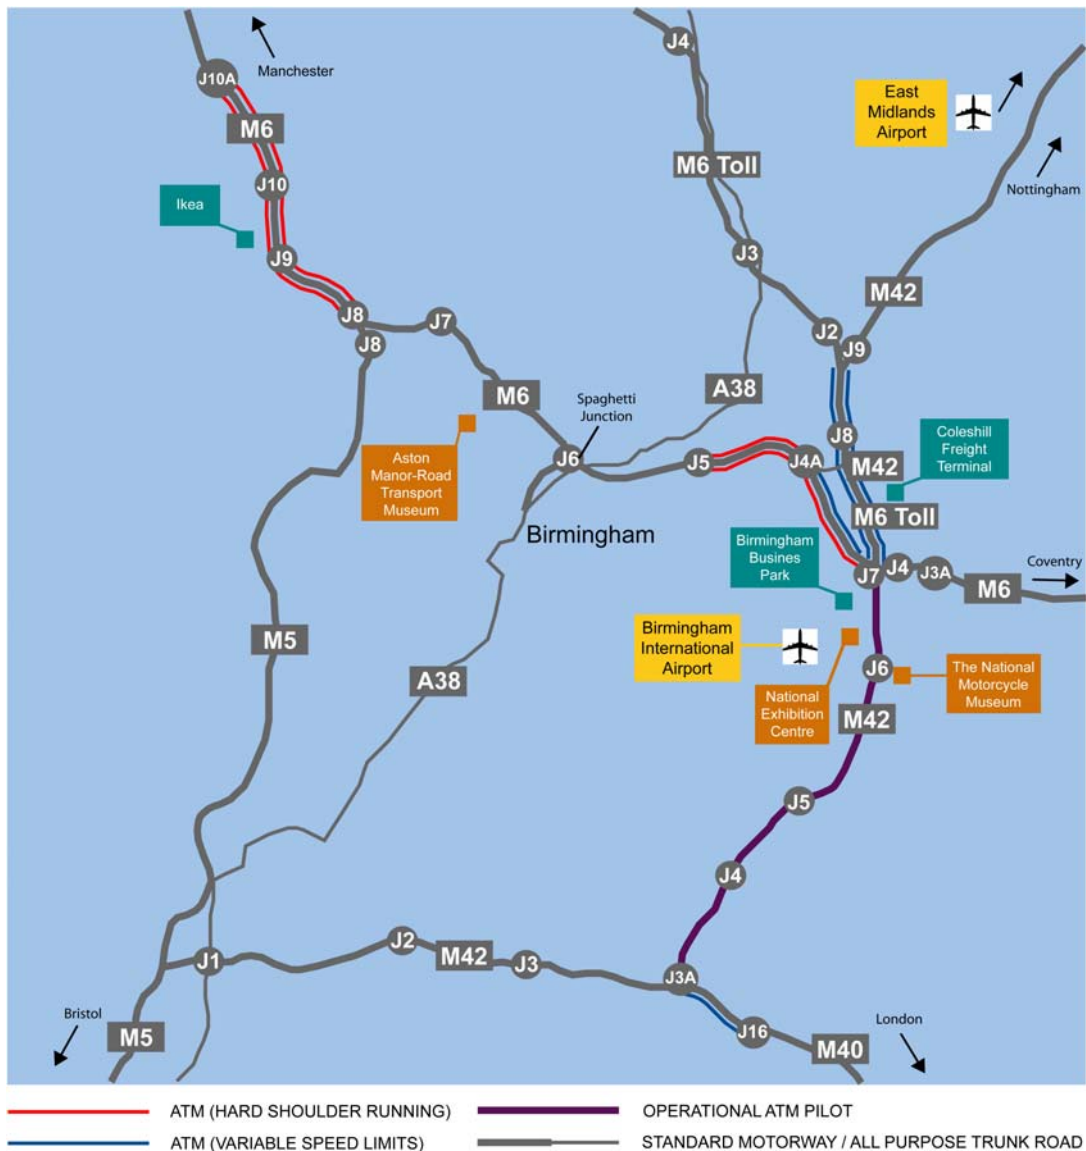 J10A
Manchester
M6
J10
Ikea
J9
J8
J8
J7
M6
Spaghetti
Junction
J6
Aston
Manor-Road
Transport
Museum
Birmingham
J4
M6 Toll
J3
J2
East
Midlands
Airport
Nottingham
M42
J9
A38
J5
J4A
J8
M42
Coleshill
Freight
Terminal
M6 Toll
Birmingham
Busines
Park
J7
J4
J3A
M6
Coventry
M5
A38
Birmingham
International
Airport
National
Exhibition
Centre
J6
The National
Motorcycle
Museum
M42
J5
J4
J1
J2
M42
J3
J3A
J16
M40
London
Bristol
M5
ATM (HARD SHOULDER RUNNING)
OPERATIONAL ATM PILOT
ATM (VARIABLE SPEED LIMITS)
STANDARD MOTORWAY / ALL PURPOSE TRUNK ROAD